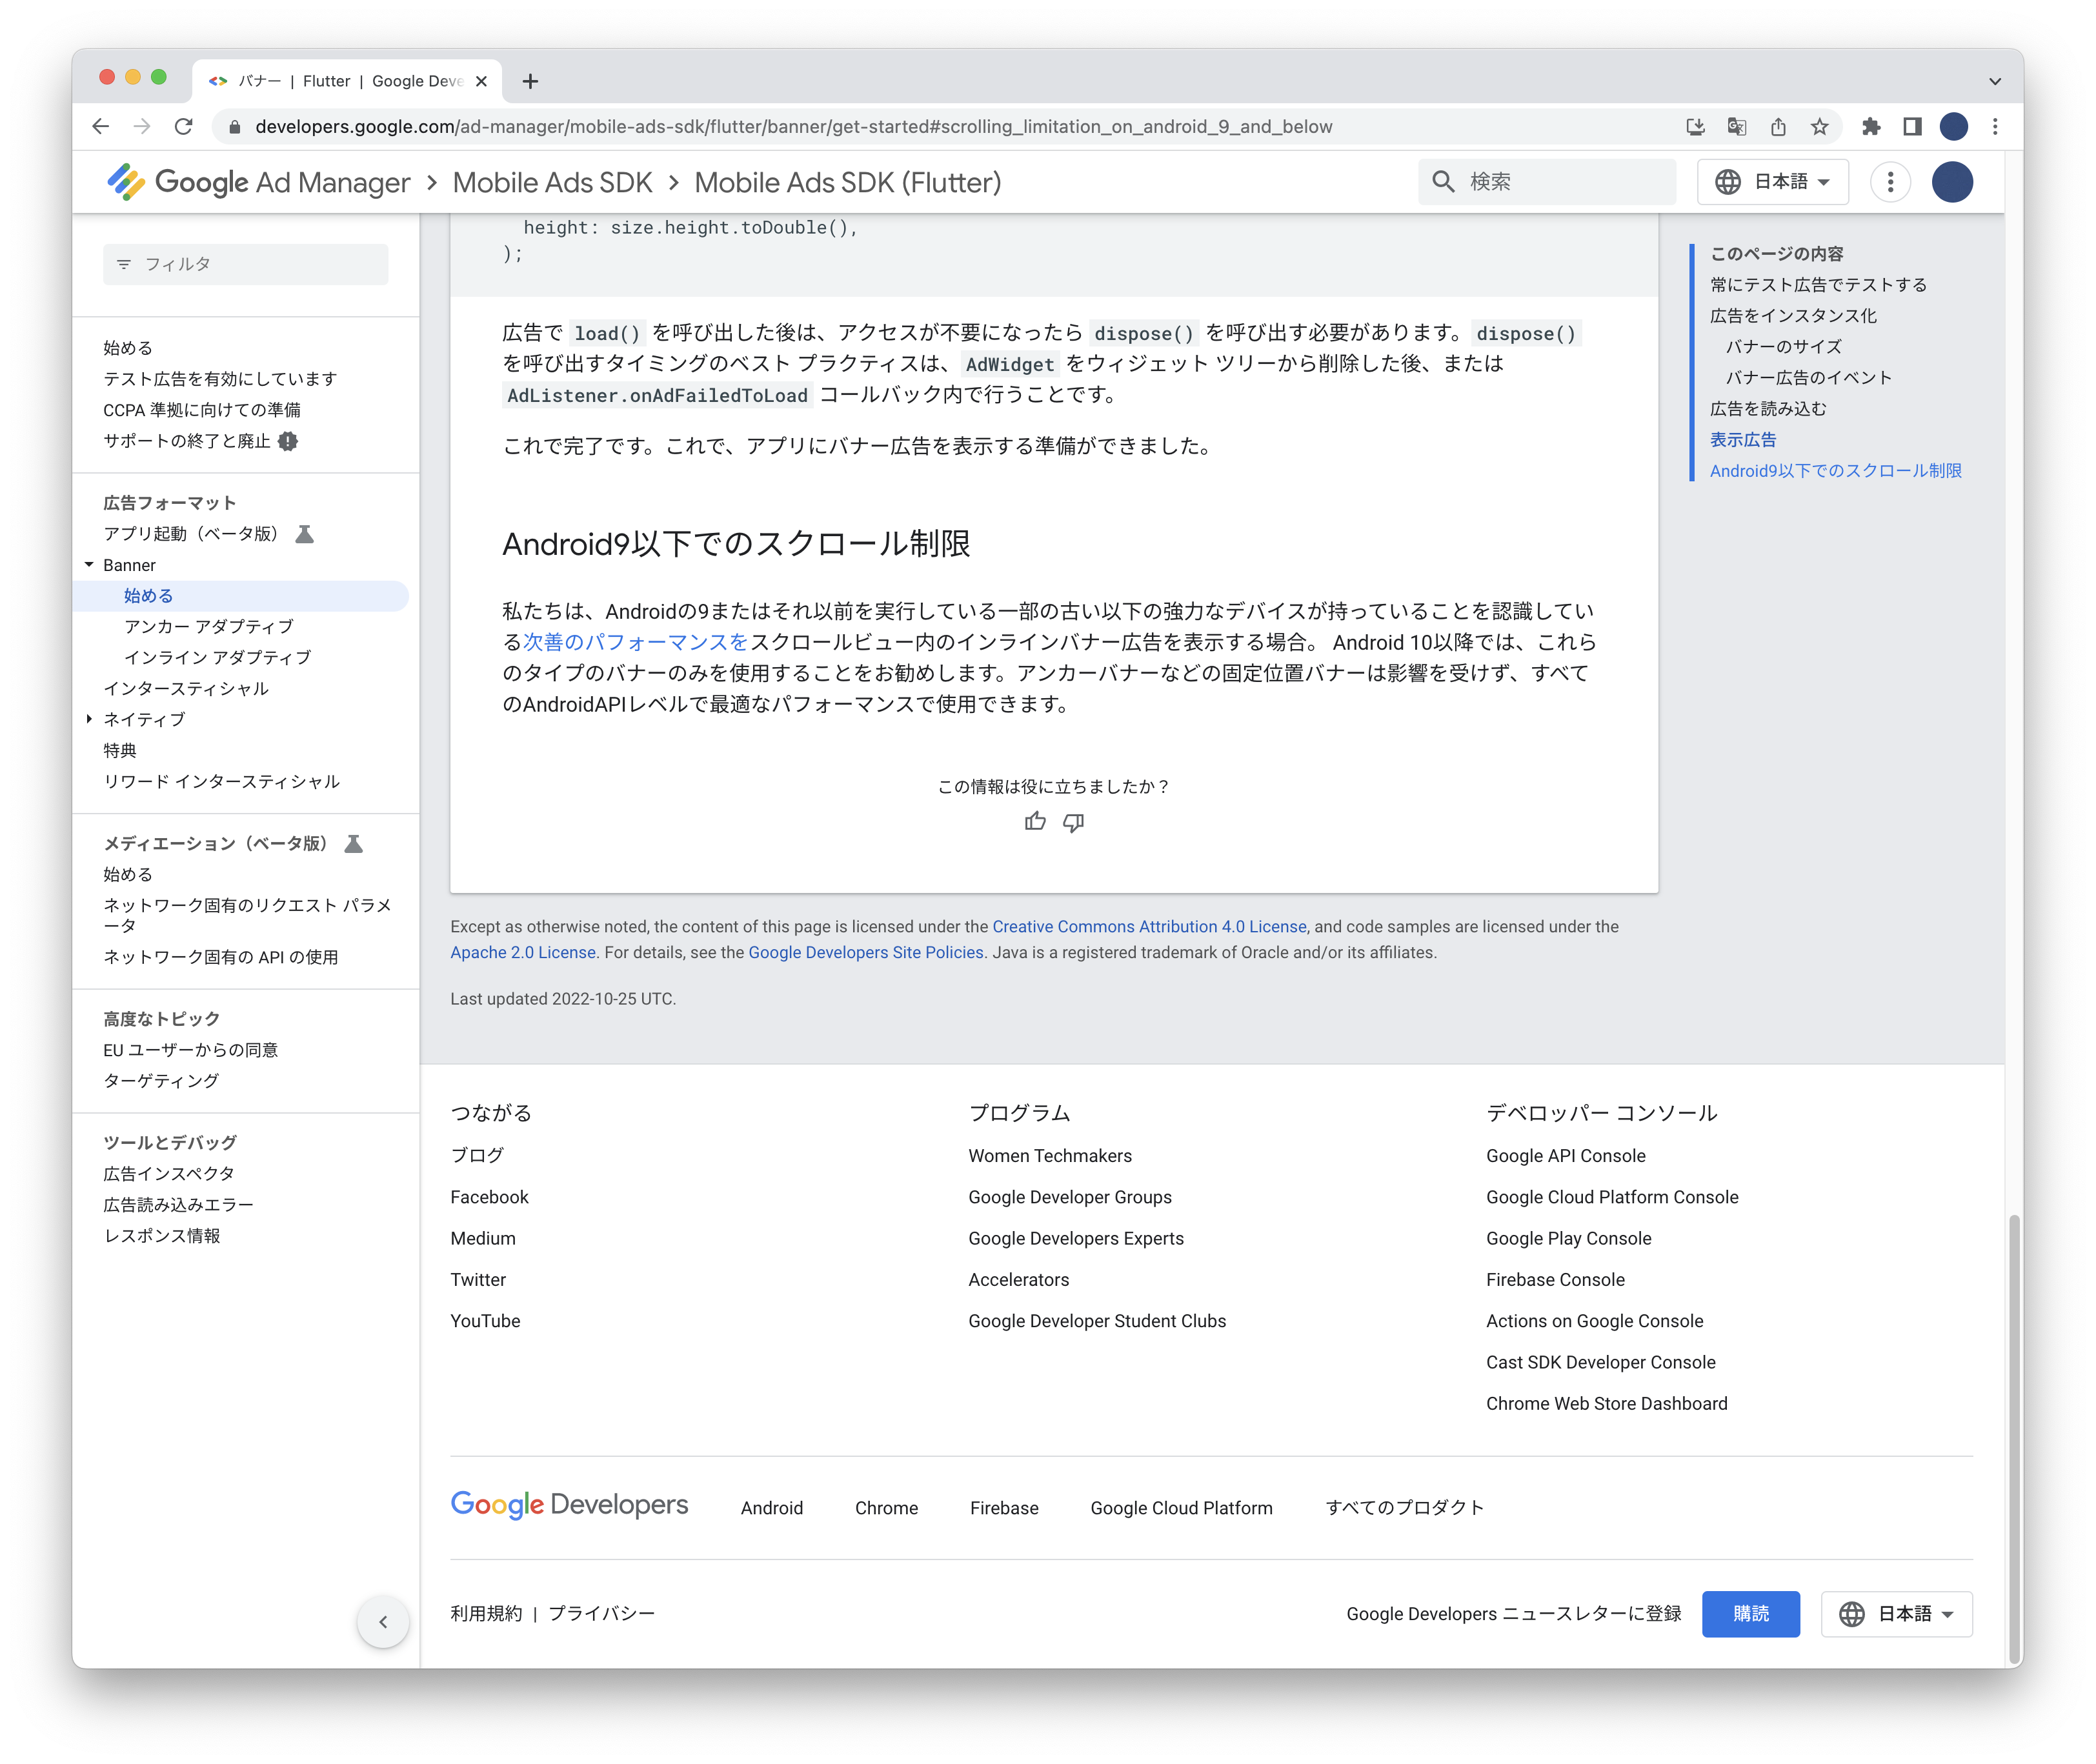 バナー | Flutter | Google Deve
developers.google.com/ad-manager/mobile-ads-sdk/flutter/banner/get-started#scrolling_limitation_on_android_9_and_below
Google Ad Manager > Mobile Ads SDK > Mobile Ads SDK (Flutter)
検索
日本語
フィルタ
始める
テスト広告を有効にしています
CCPA 準拠に向けての準備
サポートの終了と廃止
広告フォーマット
アプリ起動（ベータ版）
Banner
始める
アンカー アダプティブ
インライン アダプティブ
インタースティシャル
ネイティブ
特典
リワード インタースティシャル
メディエーション（ベータ版）
始める
ネットワーク固有のリクエスト パラメ
ータ
ネットワーク固有の API の使用
高度なトピック
EU ユーザーからの同意
ターゲティング
ツールとデバッグ
広告インスペクタ
広告読み込みエラー
レスポンス情報
height: size.height.toDouble(),
);
広告で load() を呼び出した後は、アクセスが不要になったら dispose() を呼び出す必要があります。dispose()
を呼び出すタイミングのベスト プラクティスは、AdWidget をウィジェット ツリーから削除した後、または
AdListener.onAdFailedToLoad コールバック内で行うことです。
これで完了です。これで、アプリにバナー広告を表示する準備ができました。
Android9以下でのスクロール制限
私たちは、Androidの9またはそれ以前を実行している一部の古い以下の強力なデバイスが持っていることを認識してい
る次善のパフォーマンスをスクロールビュー内のインラインバナー広告を表示する場合。 Android 10以降では、これら
のタイプのバナーのみを使用することをお勧めします。アンカーバナーなどの固定位置バナーは影響を受けず、すべて
のAndroidAPIレベルで最適なパフォーマンスで使用できます。
この情報は役に立ちましたか？
このページの内容
常にテスト広告でテストする
広告をインスタンス化
バナーのサイズ
バナー広告のイベント
広告を読み込む
表示広告
Android9以下でのスクロール制限
Except as otherwise noted, the content of this page is licensed under the Creative Commons Attribution 4.0 License, and code samples are licensed under the
Apache 2.0 License. For details, see the Google Developers Site Policies. Java is a registered trademark of Oracle and/or its affiliates.
Last updated 2022-10-25 UTC.
つながる
ブログ
Facebook
Medium
Twitter
YouTube
プログラム
Women Techmakers
Google Developer Groups
Google Developers Experts
Accelerators
Google Developer Student Clubs
デベロッパー コンソール
Google API Console
Google Cloud Platform Console
Google Play Console
Firebase Console
Actions on Google Console
Cast SDK Developer Console
Chrome Web Store Dashboard
Google Developers Android Chrome Firebase Google Cloud Platform すべてのプロダクト
利用規約 | プライバシー
Google Developers ニュースレターに登録 購読 日本語